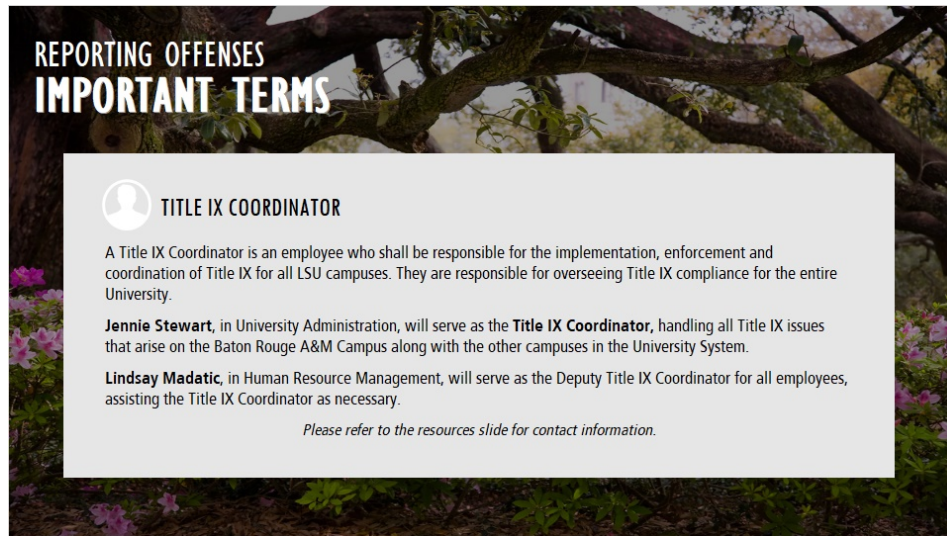 REPORTING OFFENSES
IMPORTANT TERMS
TITLE IX COORDINATOR
A Title IX Coordinator is an employee who shall be responsible for the implementation, enforcement and
coordination of Title IX for all LSU campuses. They are responsible for overseeing Title IX compliance for the entire
University.
Jennie Stewart, in University Administration, will serve as the Title IX Coordinator, handling all Title IX issues
that arise on the Baton Rouge A&M Campus along with the other campuses in the University System.
Lindsay Madatic, in Human Resource Management, will serve as the Deputy Title IX Coordinator for all employees,
assisting the Title IX Coordinator as necessary.
Please refer to the resources slide for contact information.